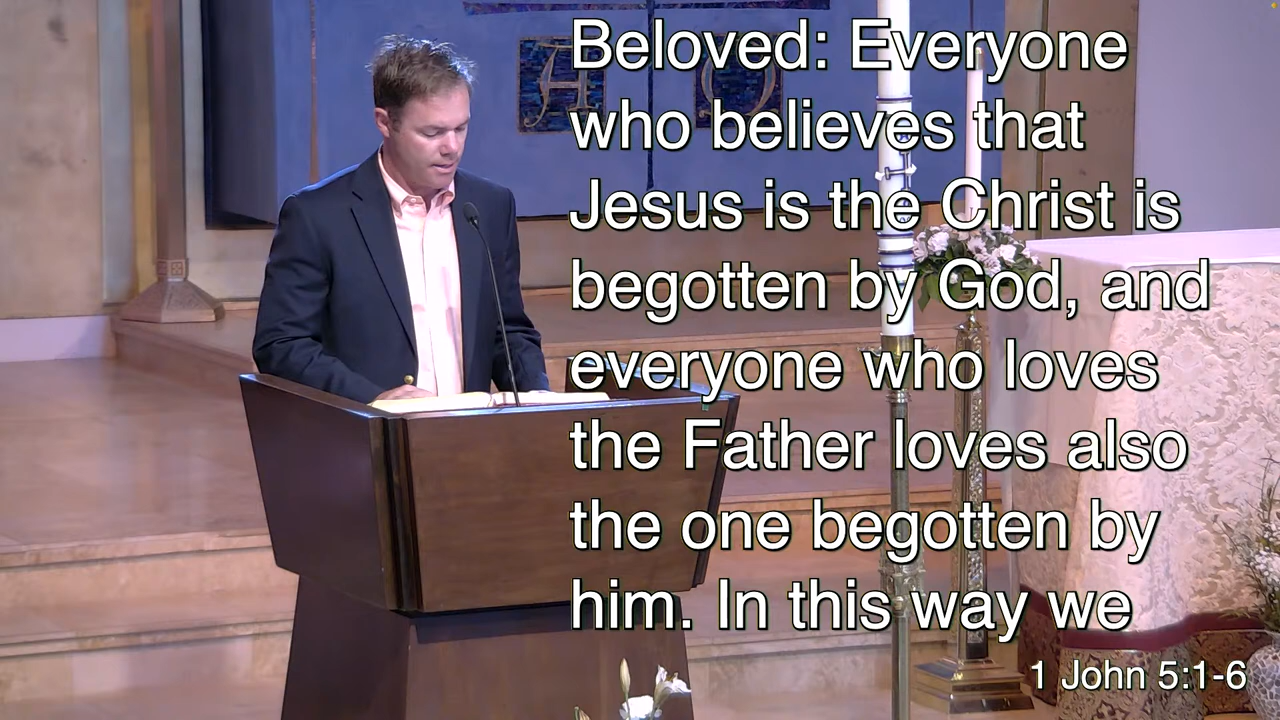 A Ω
Beloved: Everyone
who believes that
Jesus is the Christ is
begotten by God, and
everyone who loves
the Father loves also
the one begotten by
him. In this way we
1 John 5:1-6